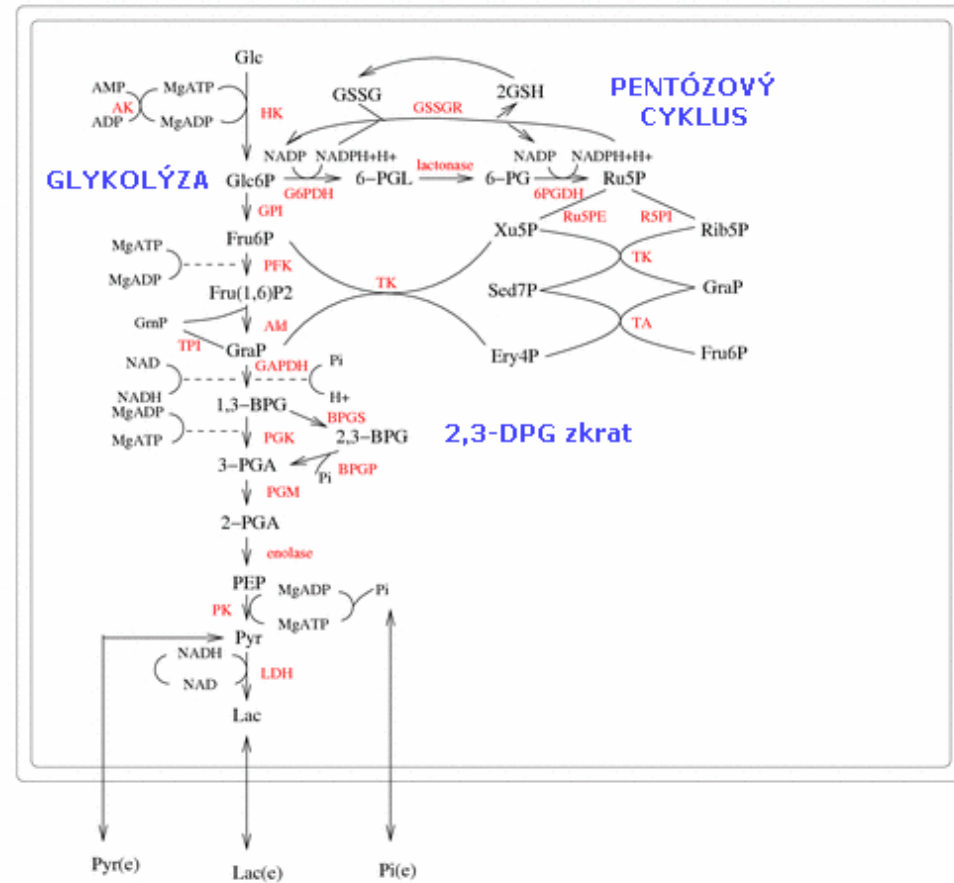 Glc
AMP
MgATP
AK
HK
ADP
MgADP
GSSG
2GSH
GSSGR
PENTÓZOVÝ
CYKLUS
NADP
NADPH+H+
NADP
NADPH+H+
GLYKOLÝZA
Glc6P
G6PDH
6−PGL
lactonase
6−PG
6PGDH
Ru5P
GPI
Ru5PE
R5PI
Xu5P
Rib5P
Fru6P
MgATP
MgADP
PFK
TK
TK
Fru(1,6)P2
Sed7P
GraP
GrnP
Ald
TA
TPI
GraP
Ery4P
Fru6P
NAD
GAPDH
Pi
NADH
H+
1,3−BPG
MgADP
BPGS
MgATP
PGK
2,3−BPG
2,3-DPG zkrat
3−PGA
Pi
BPGP
PGM
2−PGA
enolase
PEP
MgADP
Pi
PK
MgATP
Pyr
NADH
LDH
NAD
Lac
Pyr(e)
Lac(e)
Pi(e)